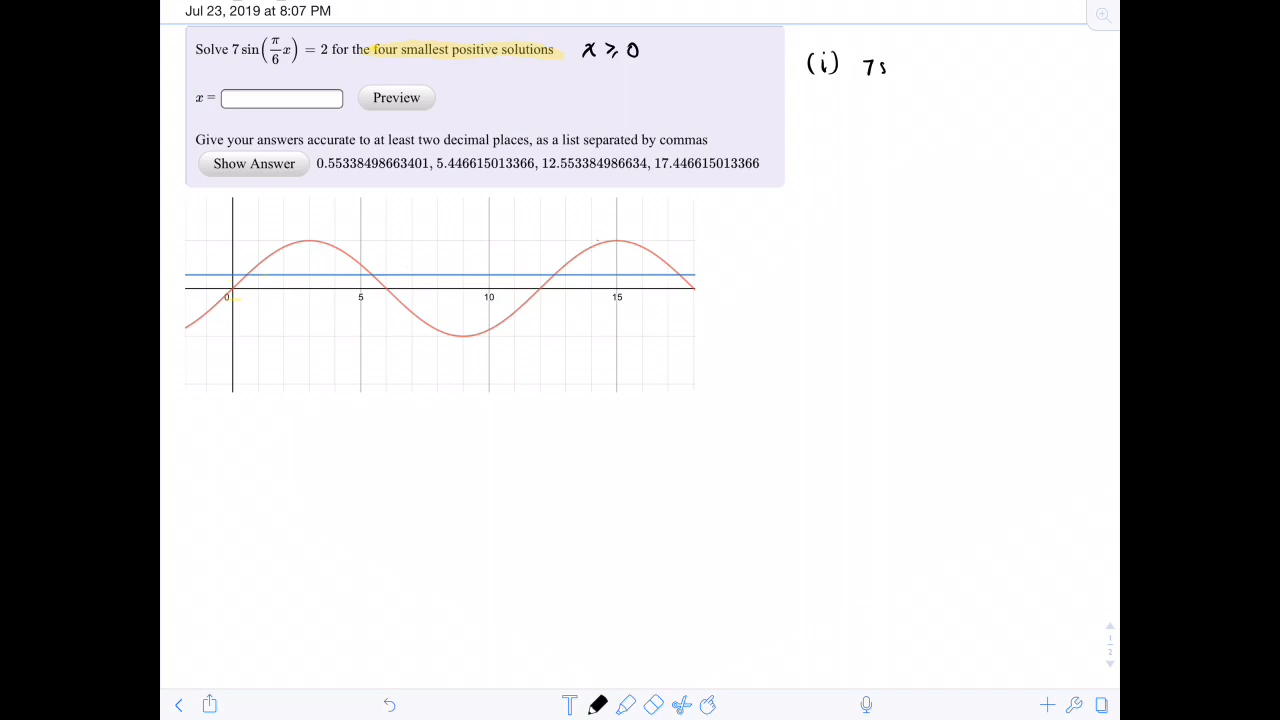 Jul 23, 2019 at 8:07 PM
Solve 7 sin(π/6 x) = 2 for the four smallest positive solutions x ⩾ 0
(i) 7s
x = Preview
Give your answers accurate to at least two decimal places, as a list separated by commas
Show Answer 0.55338498663401, 5.446615013366, 12.553384986634, 17.446615013366
0 5 10 15
1
2